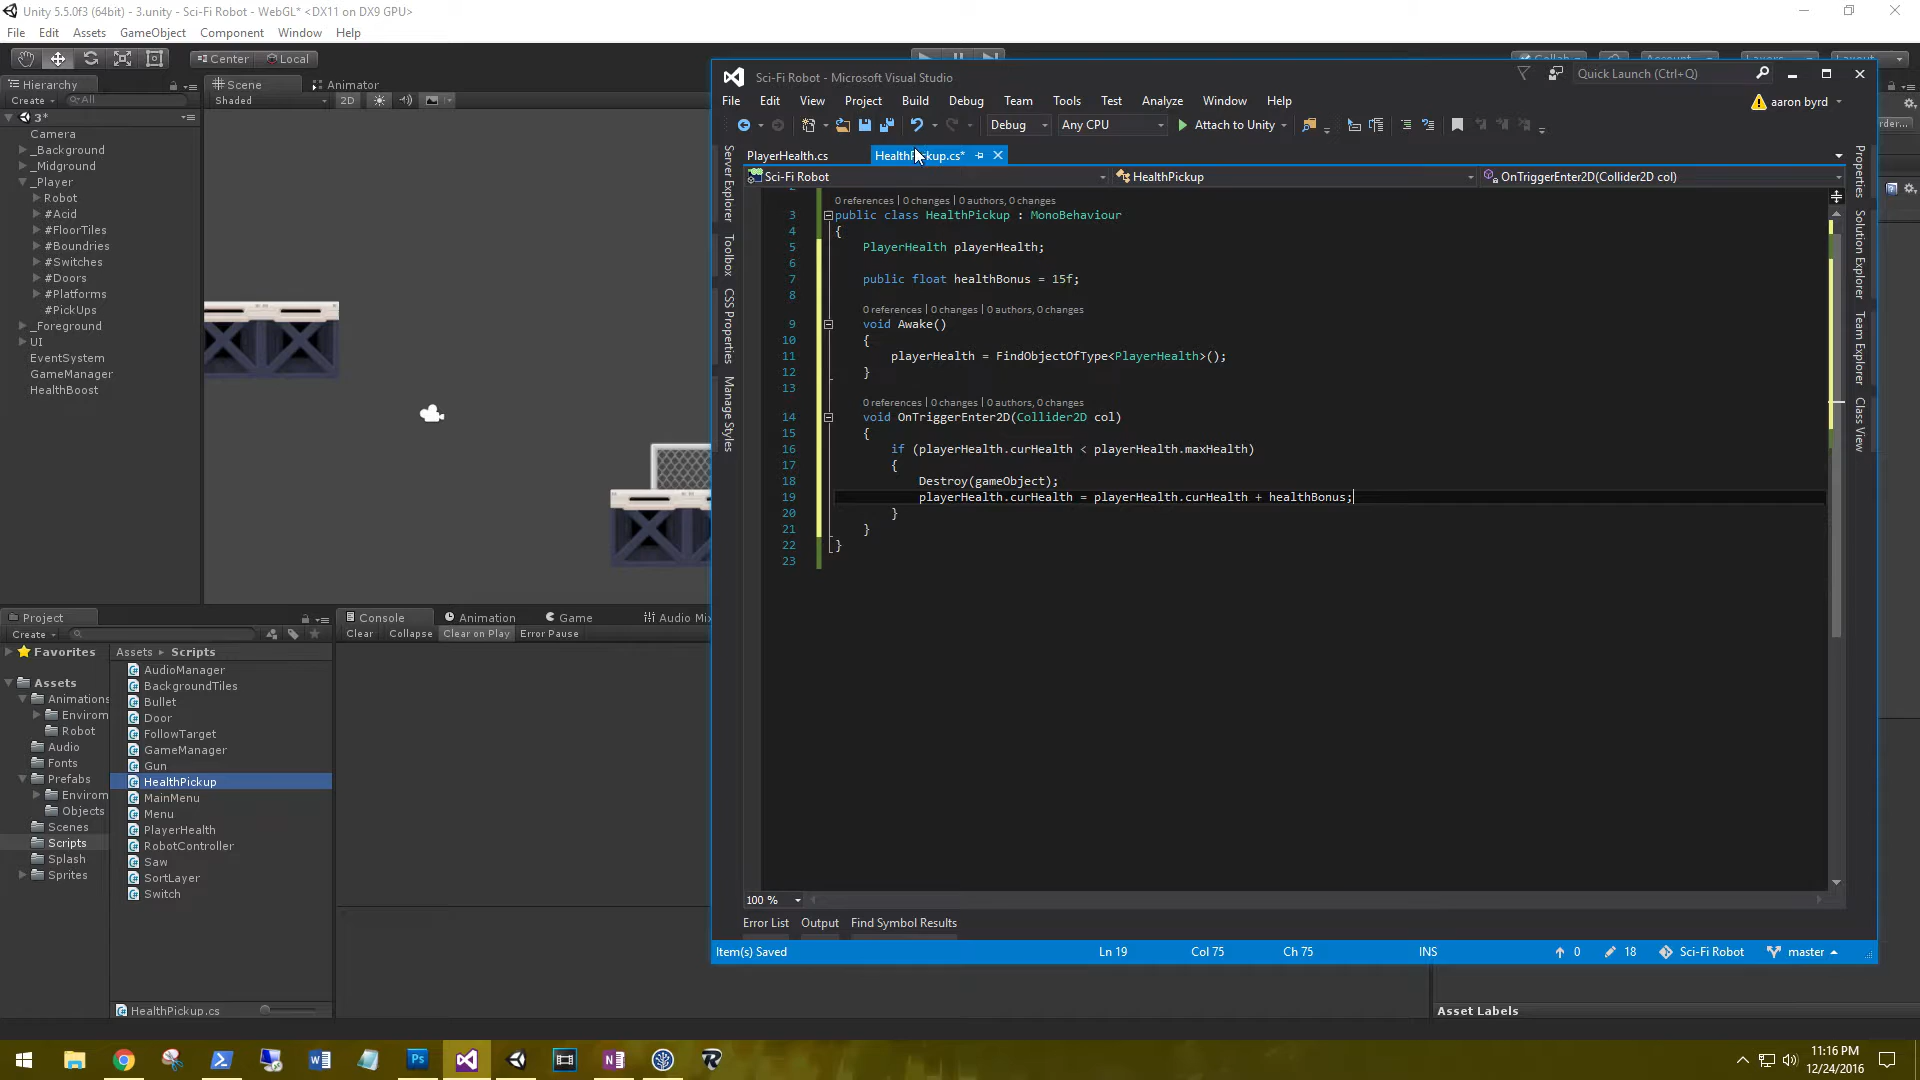 Unity 5.5.0f3 (64bit) - 3.unity - Sci-Fi Robot - WebGL* <DX11 on DX9 GPU>
File Edit Assets GameObject Component Window Help
Center Local
Collab Account Layers Layout
Hierarchy
Create All
3*
Camera
_Background
_Midground
_Player
Robot
#Acid
#FloorTiles
#Boundries
#Switches
#Doors
#Platforms
#PickUps
_Foreground
UI
EventSystem
GameManager
HealthBoost
Scene Animator
Shaded 2D
Sci-Fi Robot - Microsoft Visual Studio
Quick Launch (Ctrl+Q)
File Edit View Project Build Debug Team Tools Test Analyze Window Help
aaron byrd
Debug Any CPU Attach to Unity
PlayerHealth.cs HealthPickup.cs*
Sci-Fi Robot HealthPickup OnTriggerEnter2D(Collider2D col)
Server Explorer
Toolbox
CSS Properties
Manage Styles
Properties
Solution Explorer
Team Explorer
Class View
2
0 references | 0 changes | 0 authors, 0 changes
3 public class HealthPickup : MonoBehaviour
4 {
5 PlayerHealth playerHealth;
6
7 public float healthBonus = 15f;
8
0 references | 0 changes | 0 authors, 0 changes
9 void Awake()
10 {
11 playerHealth = FindObjectOfType<PlayerHealth>();
12 }
13
0 references | 0 changes | 0 authors, 0 changes
14 void OnTriggerEnter2D(Collider2D col)
15 {
16 if (playerHealth.curHealth < playerHealth.maxHealth)
17 {
18 Destroy(gameObject);
19 playerHealth.curHealth = playerHealth.curHealth + healthBonus;
20 }
21 }
22 }
23
100 %
Error List Output Find Symbol Results
Item(s) Saved Ln 19 Col 75 Ch 75 INS 0 18 Sci-Fi Robot master
Project
Create
Favorites
Assets
Animations
Environ
Robot
Audio
Fonts
Prefabs
Environ
Objects
Scenes
Scripts
Splash
Sprites
Assets Scripts
AudioManager
BackgroundTiles
Bullet
Door
FollowTarget
GameManager
Gun
HealthPickup
MainMenu
Menu
PlayerHealth
RobotController
Saw
SortLayer
Switch
HealthPickup.cs
Console Animation Game Audio Mix
Clear Collapse Clear on Play Error Pause
Asset Labels
11:16 PM
12/24/2016